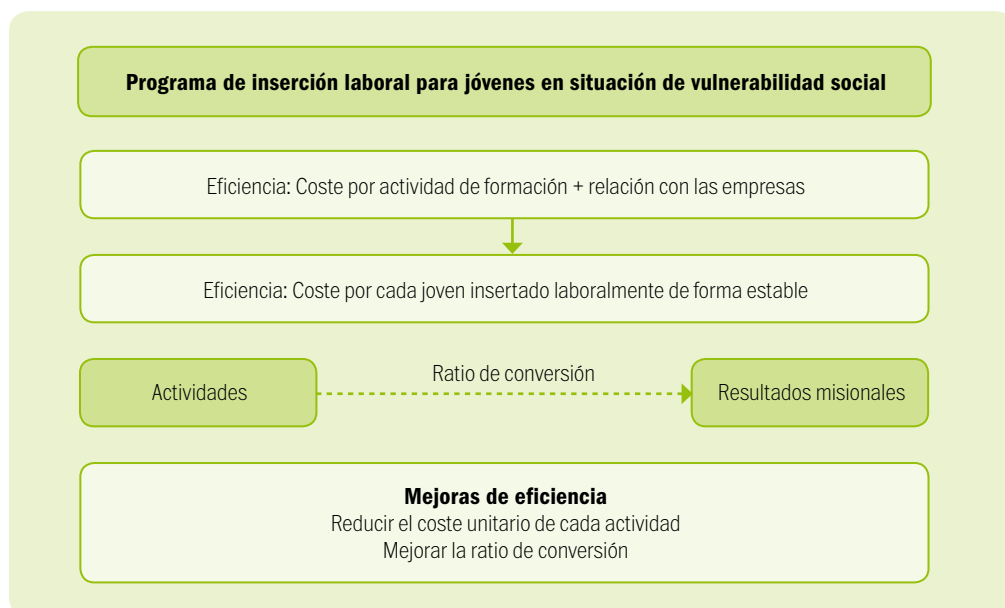 Programa de inserción laboral para jóvenes en situación de vulnerabilidad social
Eficiencia: Coste por actividad de formación + relación con las empresas
Eficiencia: Coste por cada joven insertado laboralmente de forma estable
Actividades
Ratio de conversión
Resultados misionales
Mejoras de eficiencia
Reducir el coste unitario de cada actividad
Mejorar la ratio de conversión